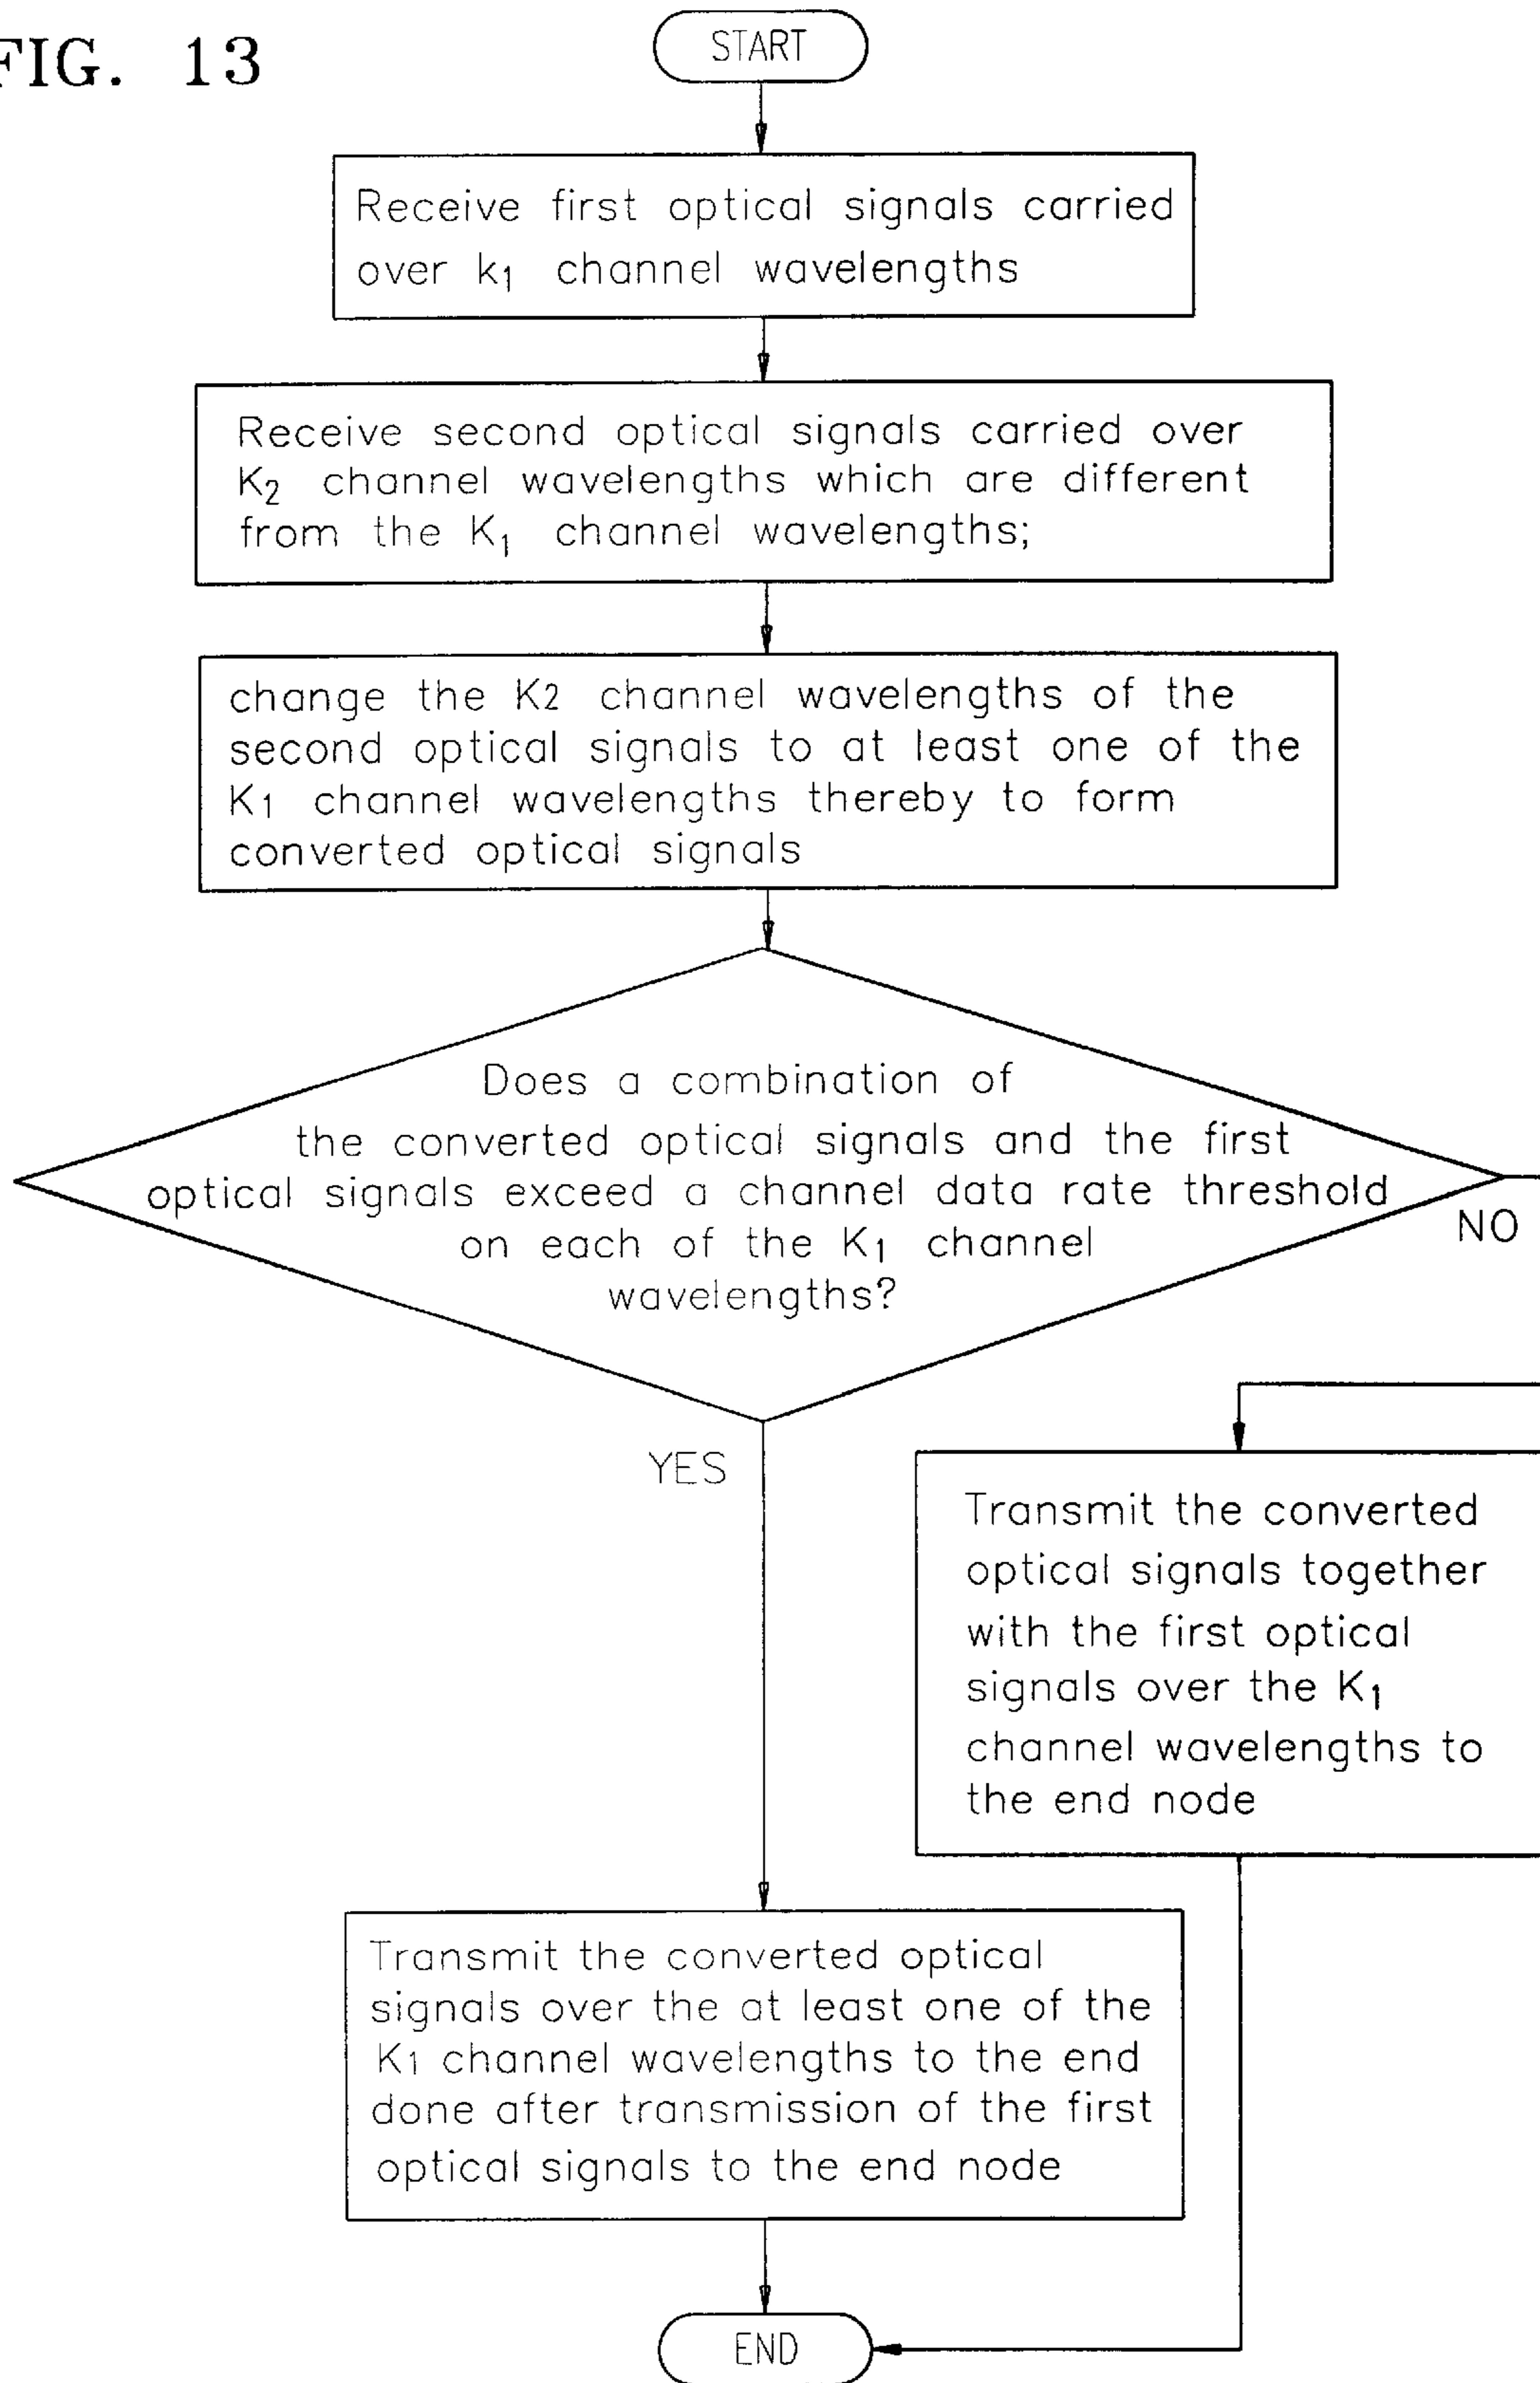 FIG. 13
START
Receive first optical signals carried
over k₁ channel wavelengths
Receive second optical signals carried over
K₂ channel wavelengths which are different
from the K₁ channel wavelengths;
change the K2 channel wavelengths of the
second optical signals to at least one of the
K1 channel wavelengths thereby to form
converted optical signals
Does a combination of
the converted optical signals and the first
optical signals exceed a channel data rate threshold
on each of the K₁ channel
wavelengths?
NO
YES
Transmit the converted
optical signals together
with the first optical
signals over the K₁
channel wavelengths to
the end node
Transmit the converted optical
signals over the at least one of the
K1 channel wavelengths to the end
done after transmission of the first
optical signals to the end node
END